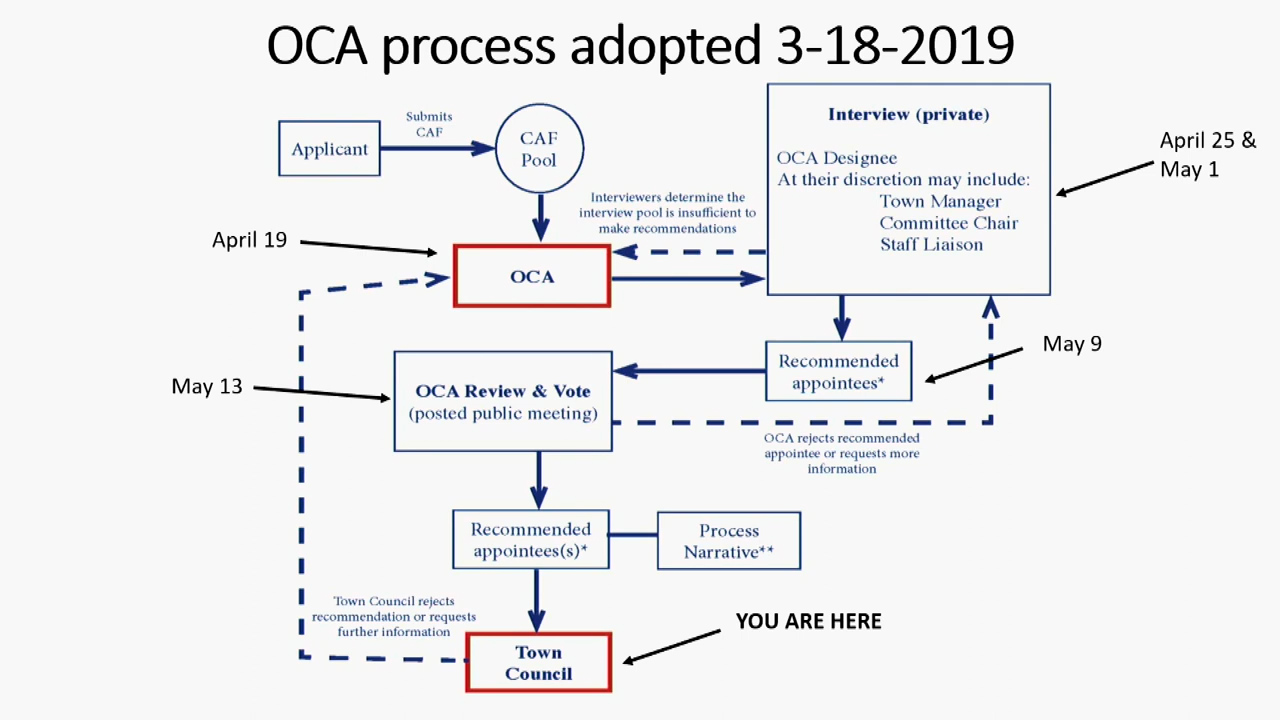 OCA process adopted 3-18-2019
Applicant
Submits
CAF
CAF
Pool
Interview (private)
OCA Designee
At their discretion may include:
Town Manager
Committee Chair
Staff Liaison
April 25 &
May 1
Interviewers determine the
interview pool is insufficient to
make recommendations
April 19
OCA
Recommended
appointees*
May 9
May 13
OCA Review & Vote
(posted public meeting)
OCA rejects recommended
appointee or requests more
information
Recommended
appointees(s)*
Process
Narrative**
Town Council rejects
recommendation or requests
further information
YOU ARE HERE
Town
Council